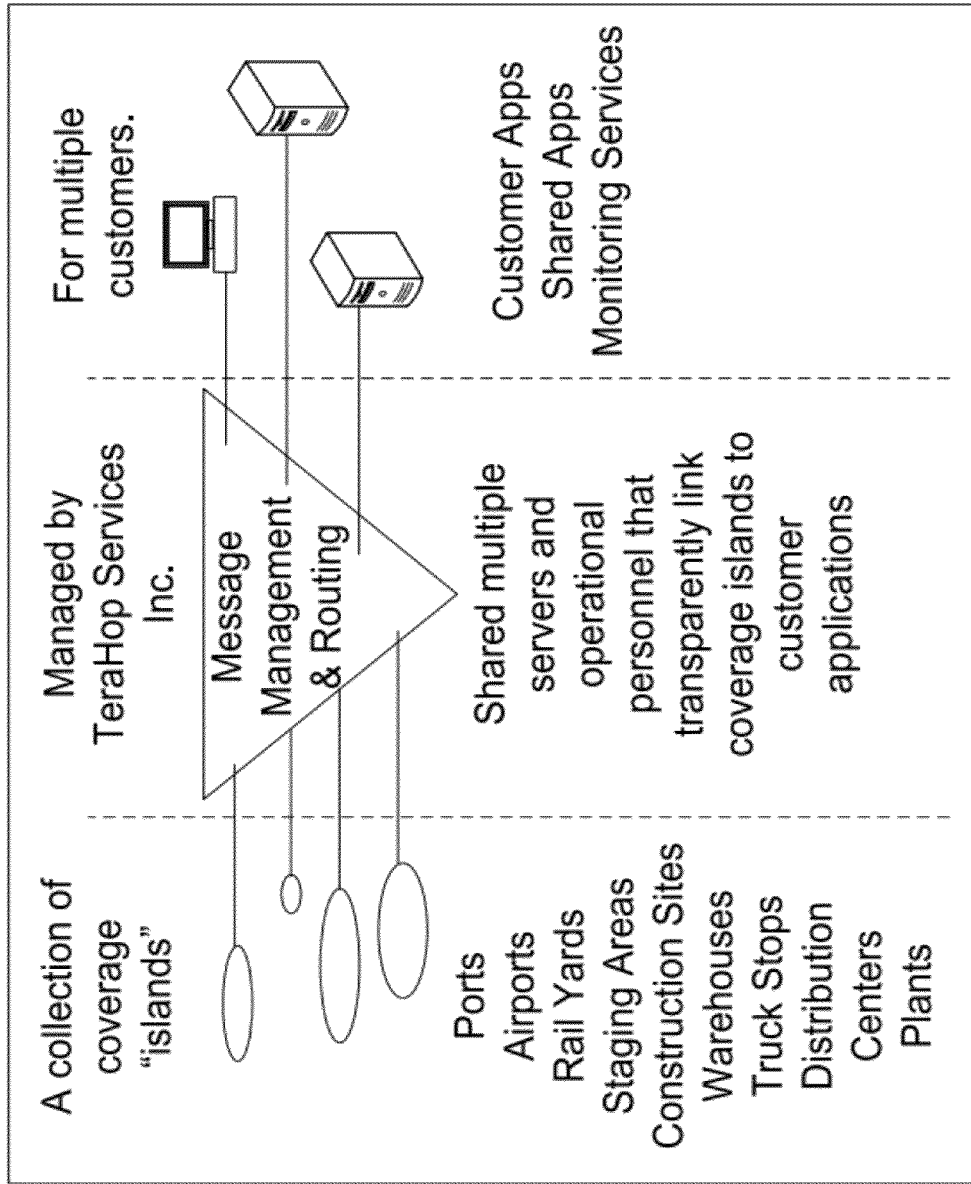 A collection of
coverage
“islands”
Ports
Airports
Rail Yards
Staging Areas
Construction Sites
Warehouses
Truck Stops
Distribution
Centers
Plants
Managed by
TeraHop Services
Inc.
Message
Management
& Routing
Shared multiple
servers and
operational
personnel that
transparently link
coverage islands to
customer
applications
For multiple
customers.
Customer Apps
Shared Apps
Monitoring Services